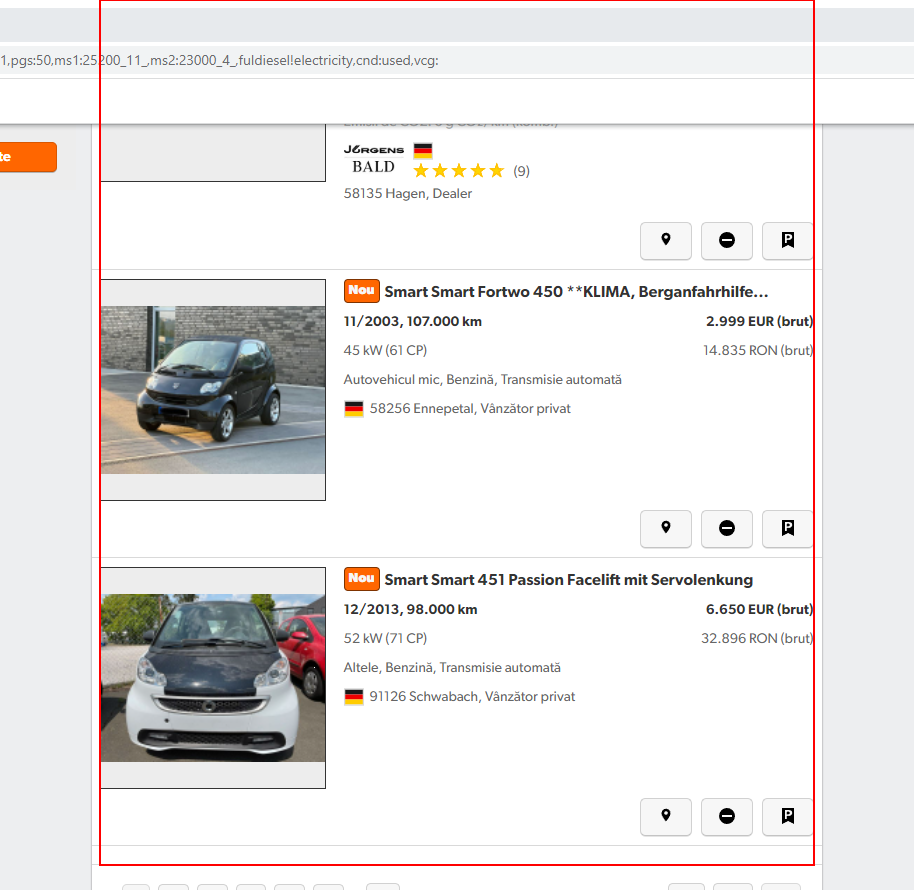 1,pgs:50,ms1:25200_11_,ms2:23000_4_,fuldiesel!electricity,cnd:used,vcg:
te
JÜRGENS
BALD
(9)
58135 Hagen, Dealer
Nou Smart Smart Fortwo 450 **KLIMA, Berganfahrhilfe...
11/2003, 107.000 km 2.999 EUR (brut)
45 kW (61 CP) 14.835 RON (brut)
Autovehicul mic, Benzină, Transmisie automată
58256 Ennepetal, Vânzător privat
Nou Smart Smart 451 Passion Facelift mit Servolenkung
12/2013, 98.000 km 6.650 EUR (brut)
52 kW (71 CP) 32.896 RON (brut)
Altele, Benzină, Transmisie automată
91126 Schwabach, Vânzător privat